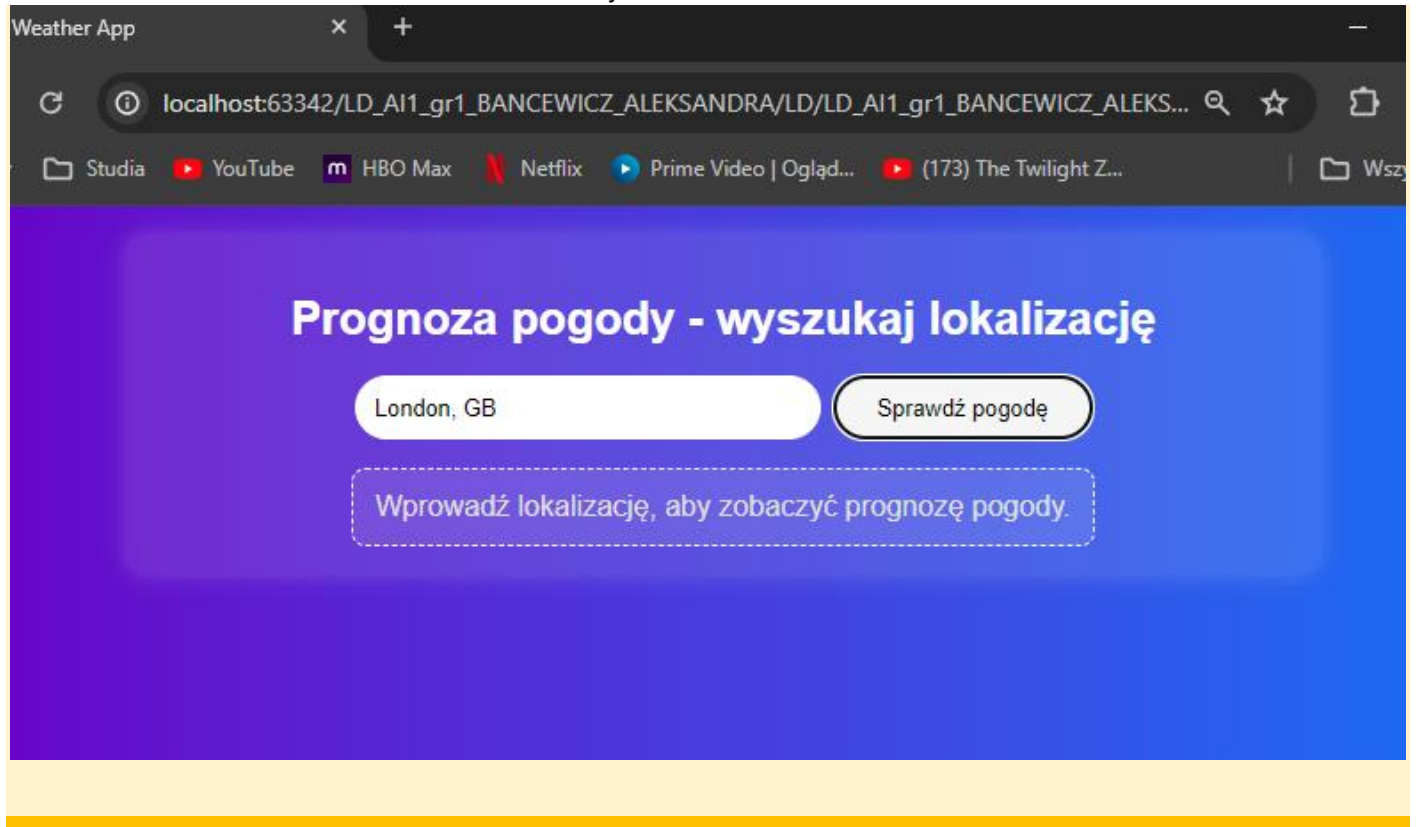 Weather App
localhost:63342/LD_AI1_gr1_BANCEWICZ_ALEKSANDRA/LD/LD_AI1_gr1_BANCEWICZ_ALEKS...
Studia YouTube m HBO Max Netflix Prime Video | Ogląd... (173) The Twilight Z... Wszy
Prognoza pogody - wyszukaj lokalizację
London, GB Sprawdź pogodę
Wprowadź lokalizację, aby zobaczyć prognozę pogody.